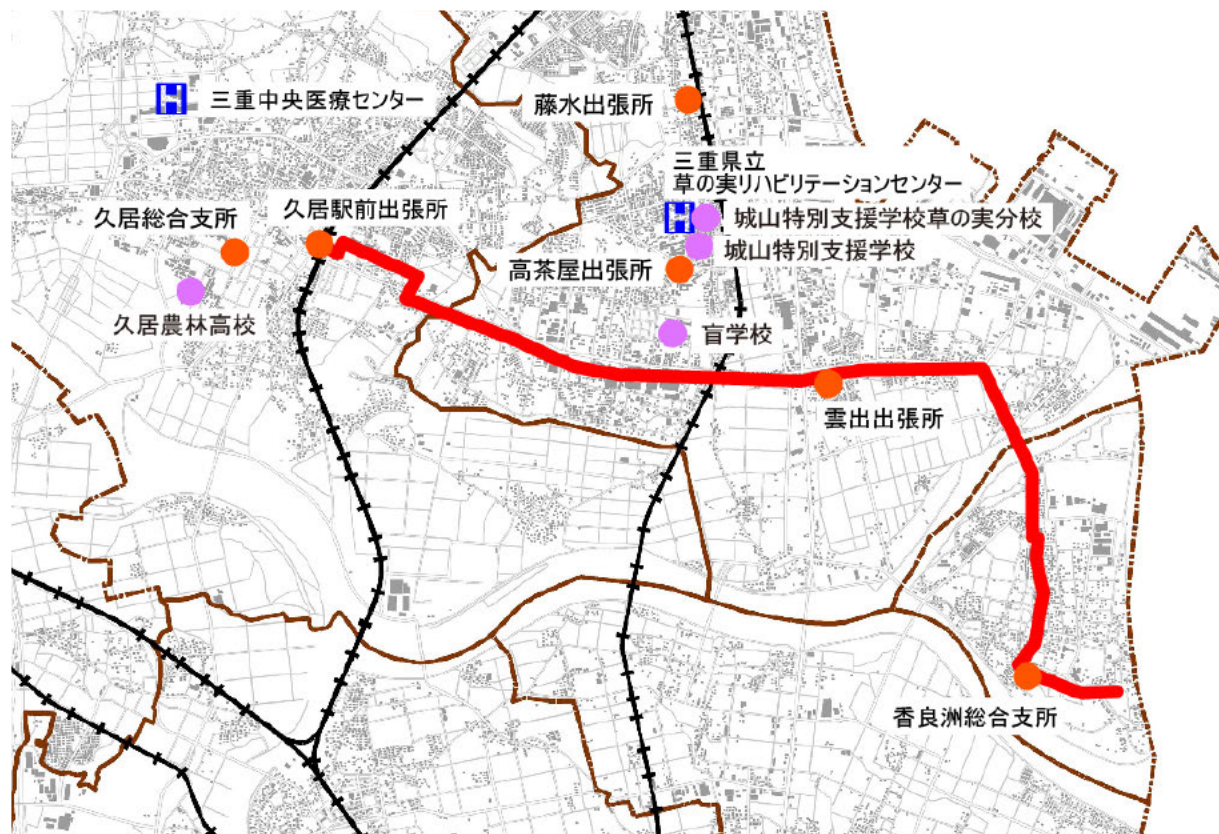 三重中央医療センター
藤水出張所
三重県立
草の実リハビリテーションセンター
城山特別支援学校草の実分校
久居総合支所
久居駅前出張所
城山特別支援学校
高茶屋出張所
久居農林高校
盲学校
雲出出張所
香良洲総合支所